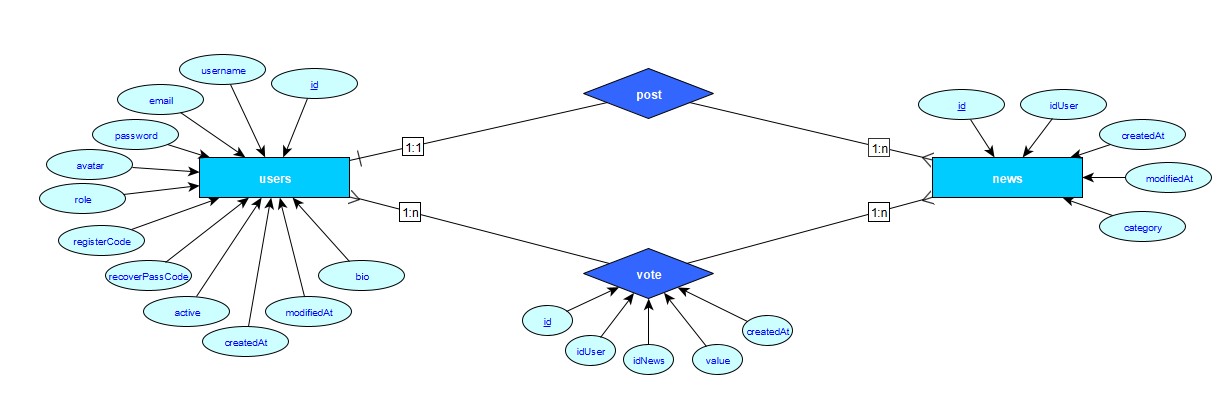 username
id
email
password
avatar
role
users
registerCode
recoverPassCode
active
createdAt
modifiedAt
bio
1:1
post
1:n
1:n
vote
1:n
id
idUser
idNews
value
createdAt
id
idUser
createdAt
modifiedAt
news
category